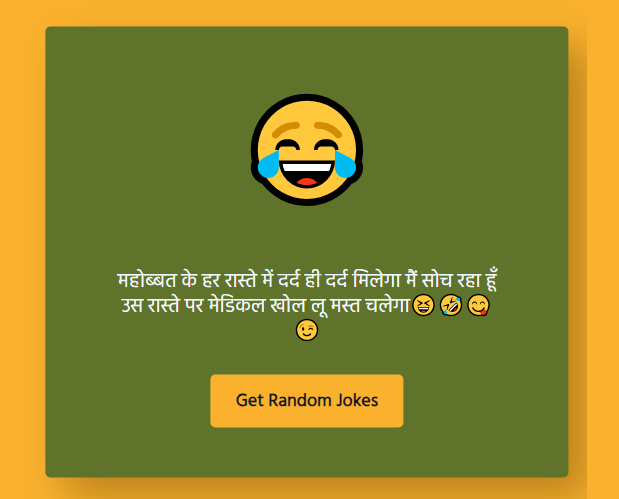 महोब्बत के हर रास्ते में दर्द ही दर्द मिलेगा मैं सोच रहा हूँ
उस रास्ते पर मेडिकल खोल लू मस्त चलेगा😆 🤣 😋
😉
Get Random Jokes